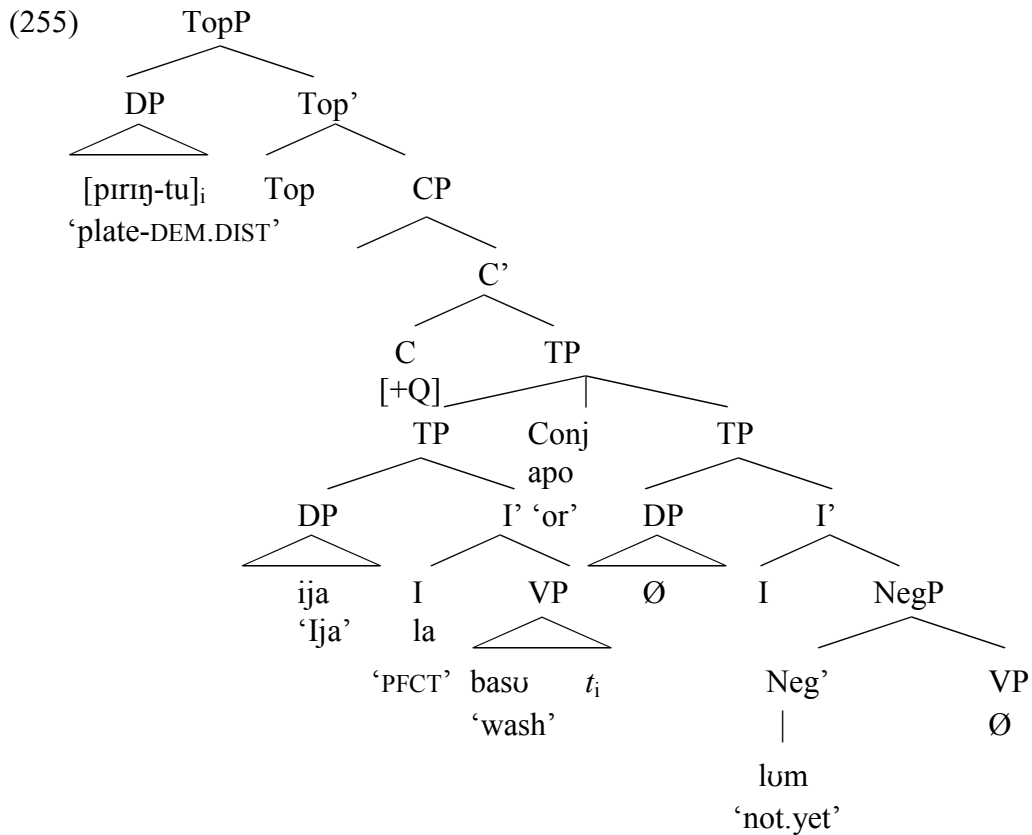 (255) TopP
DP Top’
[pɪrɪŋ-tu]i Top CP
‘plate-DEM.DIST’
C’
C TP
[+Q]
TP Conj TP
apo
DP I’ ‘or’ DP I’
ija I VP Ø I NegP
‘Ija’ la
‘PFCT’ basʊ ti Neg’ VP
‘wash’ Ø
lʊm
‘not.yet’